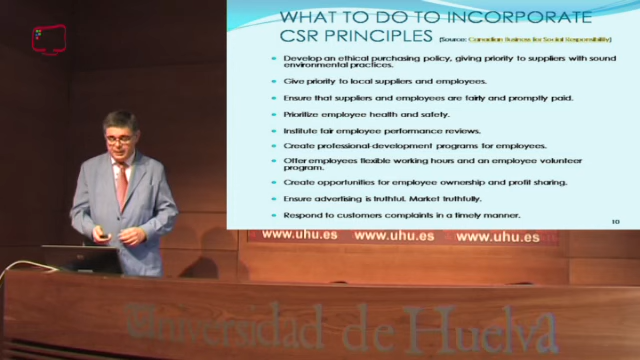 WHAT TO DO TO INCORPORATE
CSR PRINCIPLES (Source: Canadian Business for Social Responsibility)
Develop an ethical purchasing policy, giving priority to suppliers with sound
environmental practices.
Give priority to local suppliers and employees.
Ensure that suppliers and employees are fairly and promptly paid.
Prioritize employee health and safety.
Institute fair employee performance reviews.
Create professional-development programs for employees.
Offer employees flexible working hours and an employee volunteer
program.
Create opportunities for employee ownership and profit sharing.
Ensure advertising is truthful. Market truthfully.
Respond to customers complaints in a timely manner.
10
www.uhu.es www.uhu.es www.uhu.es
Universidad de Huelva